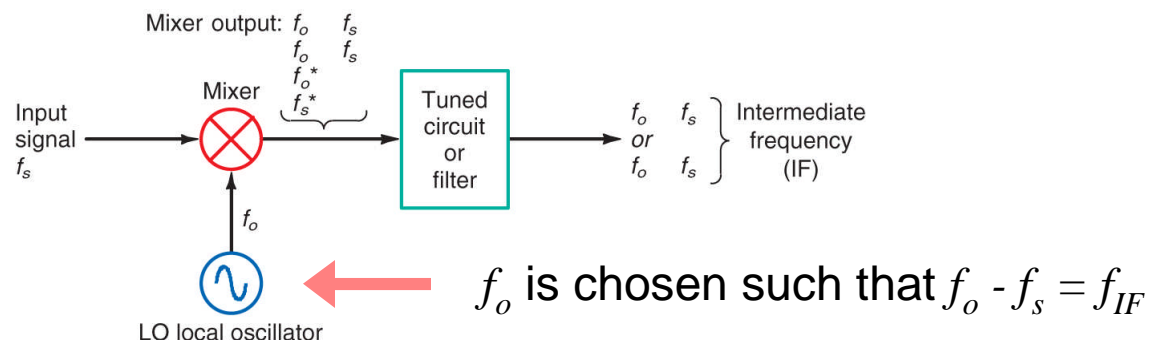 Mixer output: fₒ fₛ
fₒ fₛ
fₒ*
fₛ*
Mixer
Input
signal
fₛ
Tuned
circuit
or
filter
fₒ fₛ
or
fₒ fₛ
Intermediate
frequency
(IF)
fₒ
fₒ is chosen such that fₒ - fₛ = f_IF
LO local oscillator